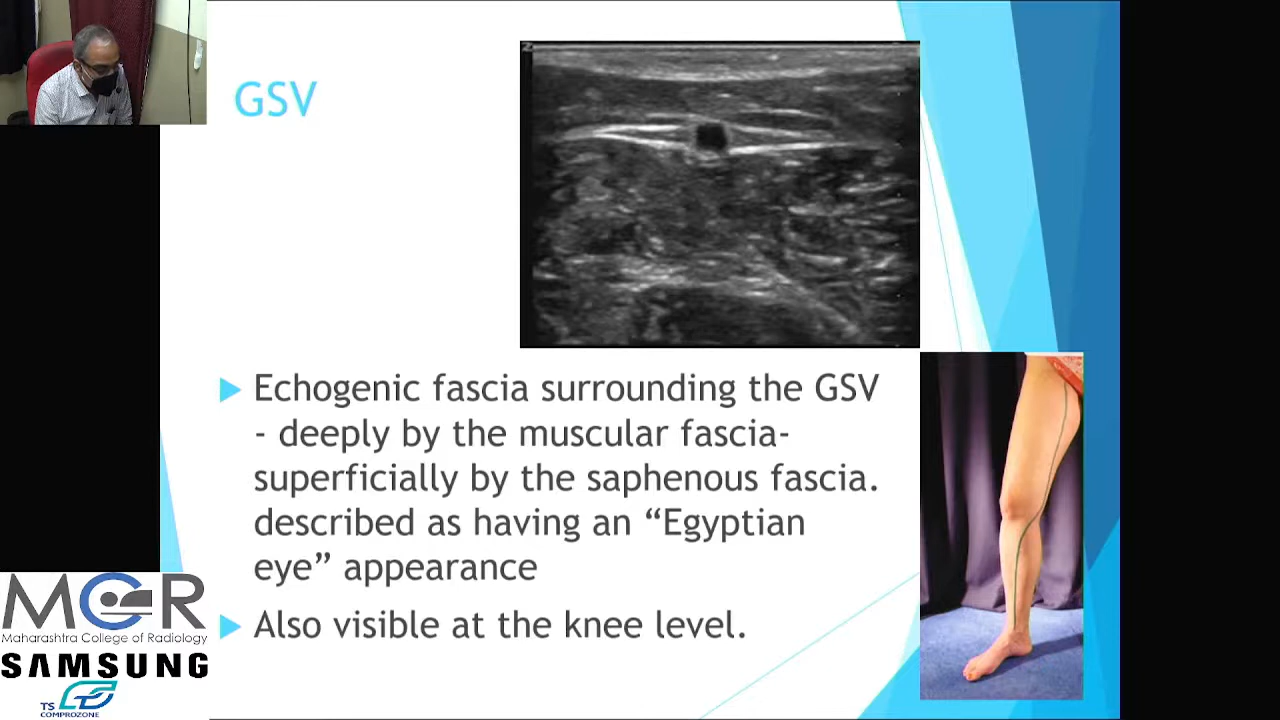 GSV
Echogenic fascia surrounding the GSV
- deeply by the muscular fascia-
superficially by the saphenous fascia.
described as having an “Egyptian
eye” appearance
Also visible at the knee level.
MCR
Maharashtra College of Radiology
SAMSUNG
TS
COMPROZONE